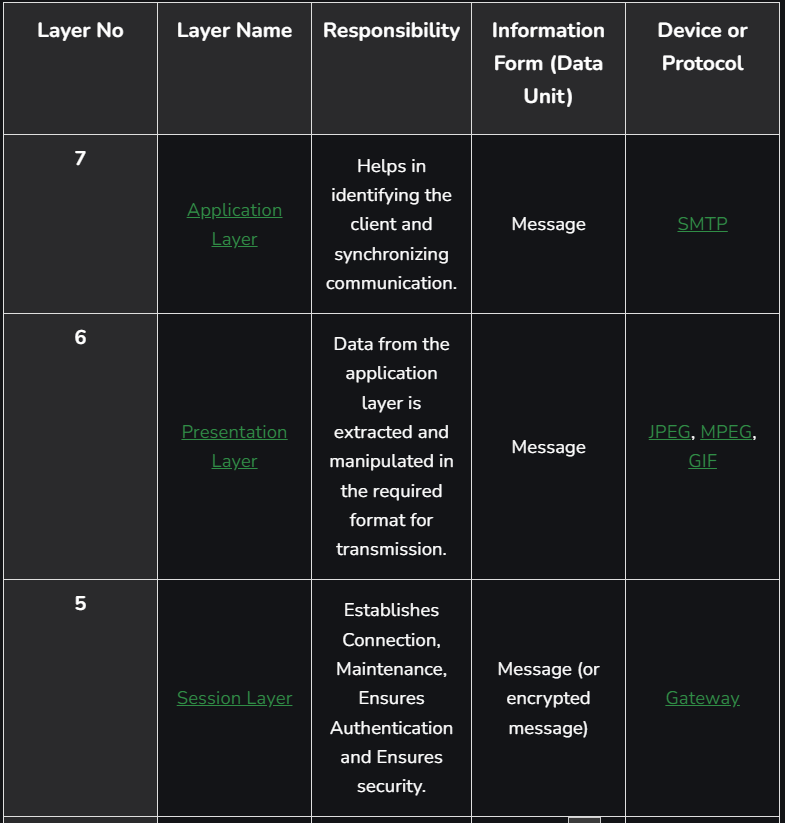 Layer No
Layer Name
Responsibility
Information
Form (Data
Unit)
Device or
Protocol
7
Application
Layer
Helps in
identifying the
client and
synchronizing
communication.
Message
SMTP
6
Presentation
Layer
Data from the
application
layer is
extracted and
manipulated in
the required
format for
transmission.
Message
JPEG, MPEG,
GIF
5
Session Layer
Establishes
Connection,
Maintenance,
Ensures
Authentication
and Ensures
security.
Message (or
encrypted
message)
Gateway